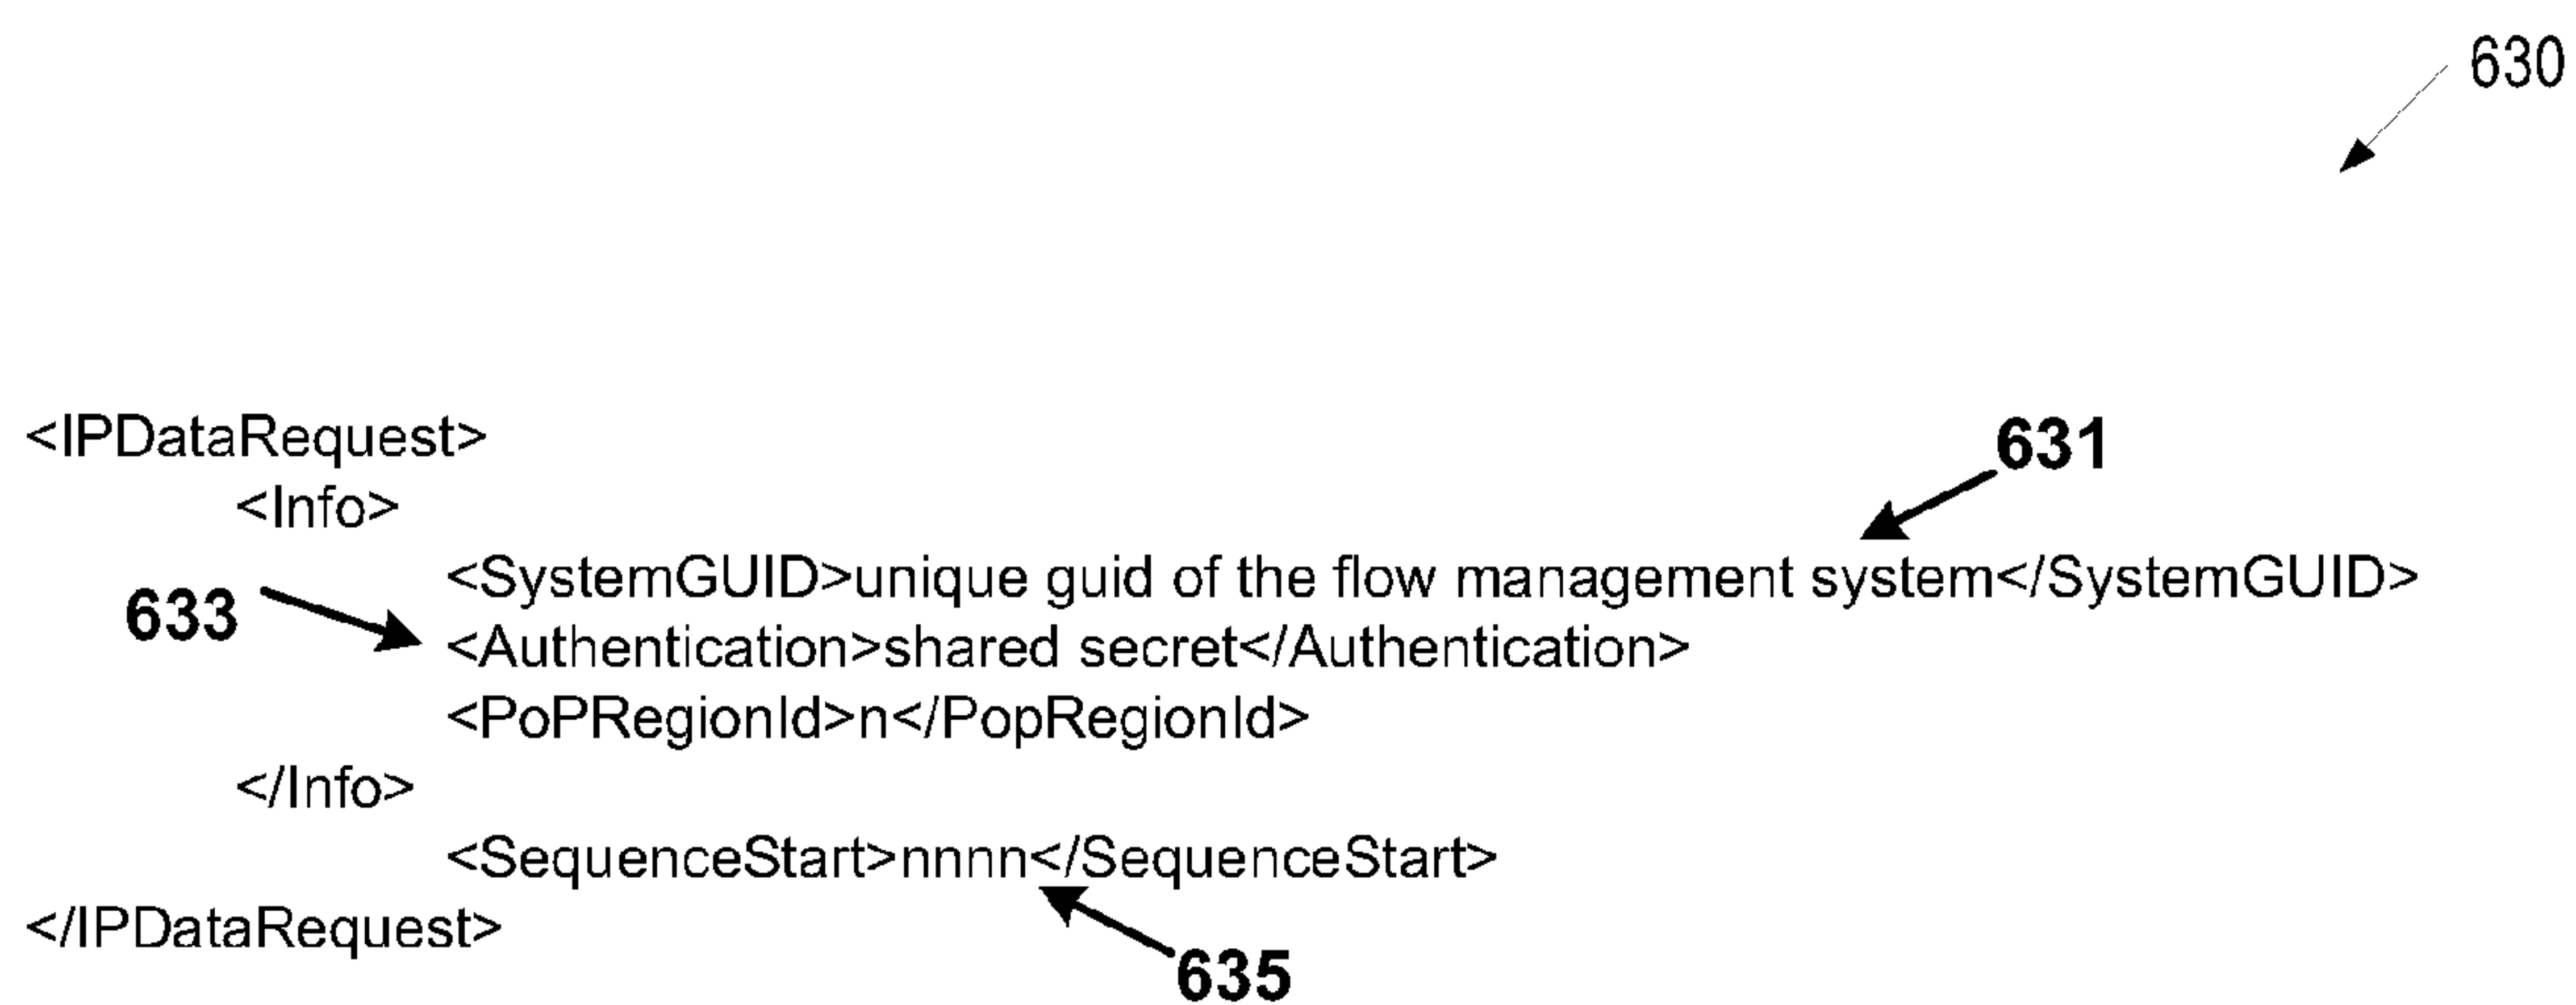 630
<IPDataRequest>
631
<Info>
<SystemGUID>unique guid of the flow management system</SystemGUID>
633
<Authentication>shared secret</Authentication>
<PoPRegionId>n</PopRegionId>
</Info>
<SequenceStart>nnnn</SequenceStart>
</IPDataRequest>
635